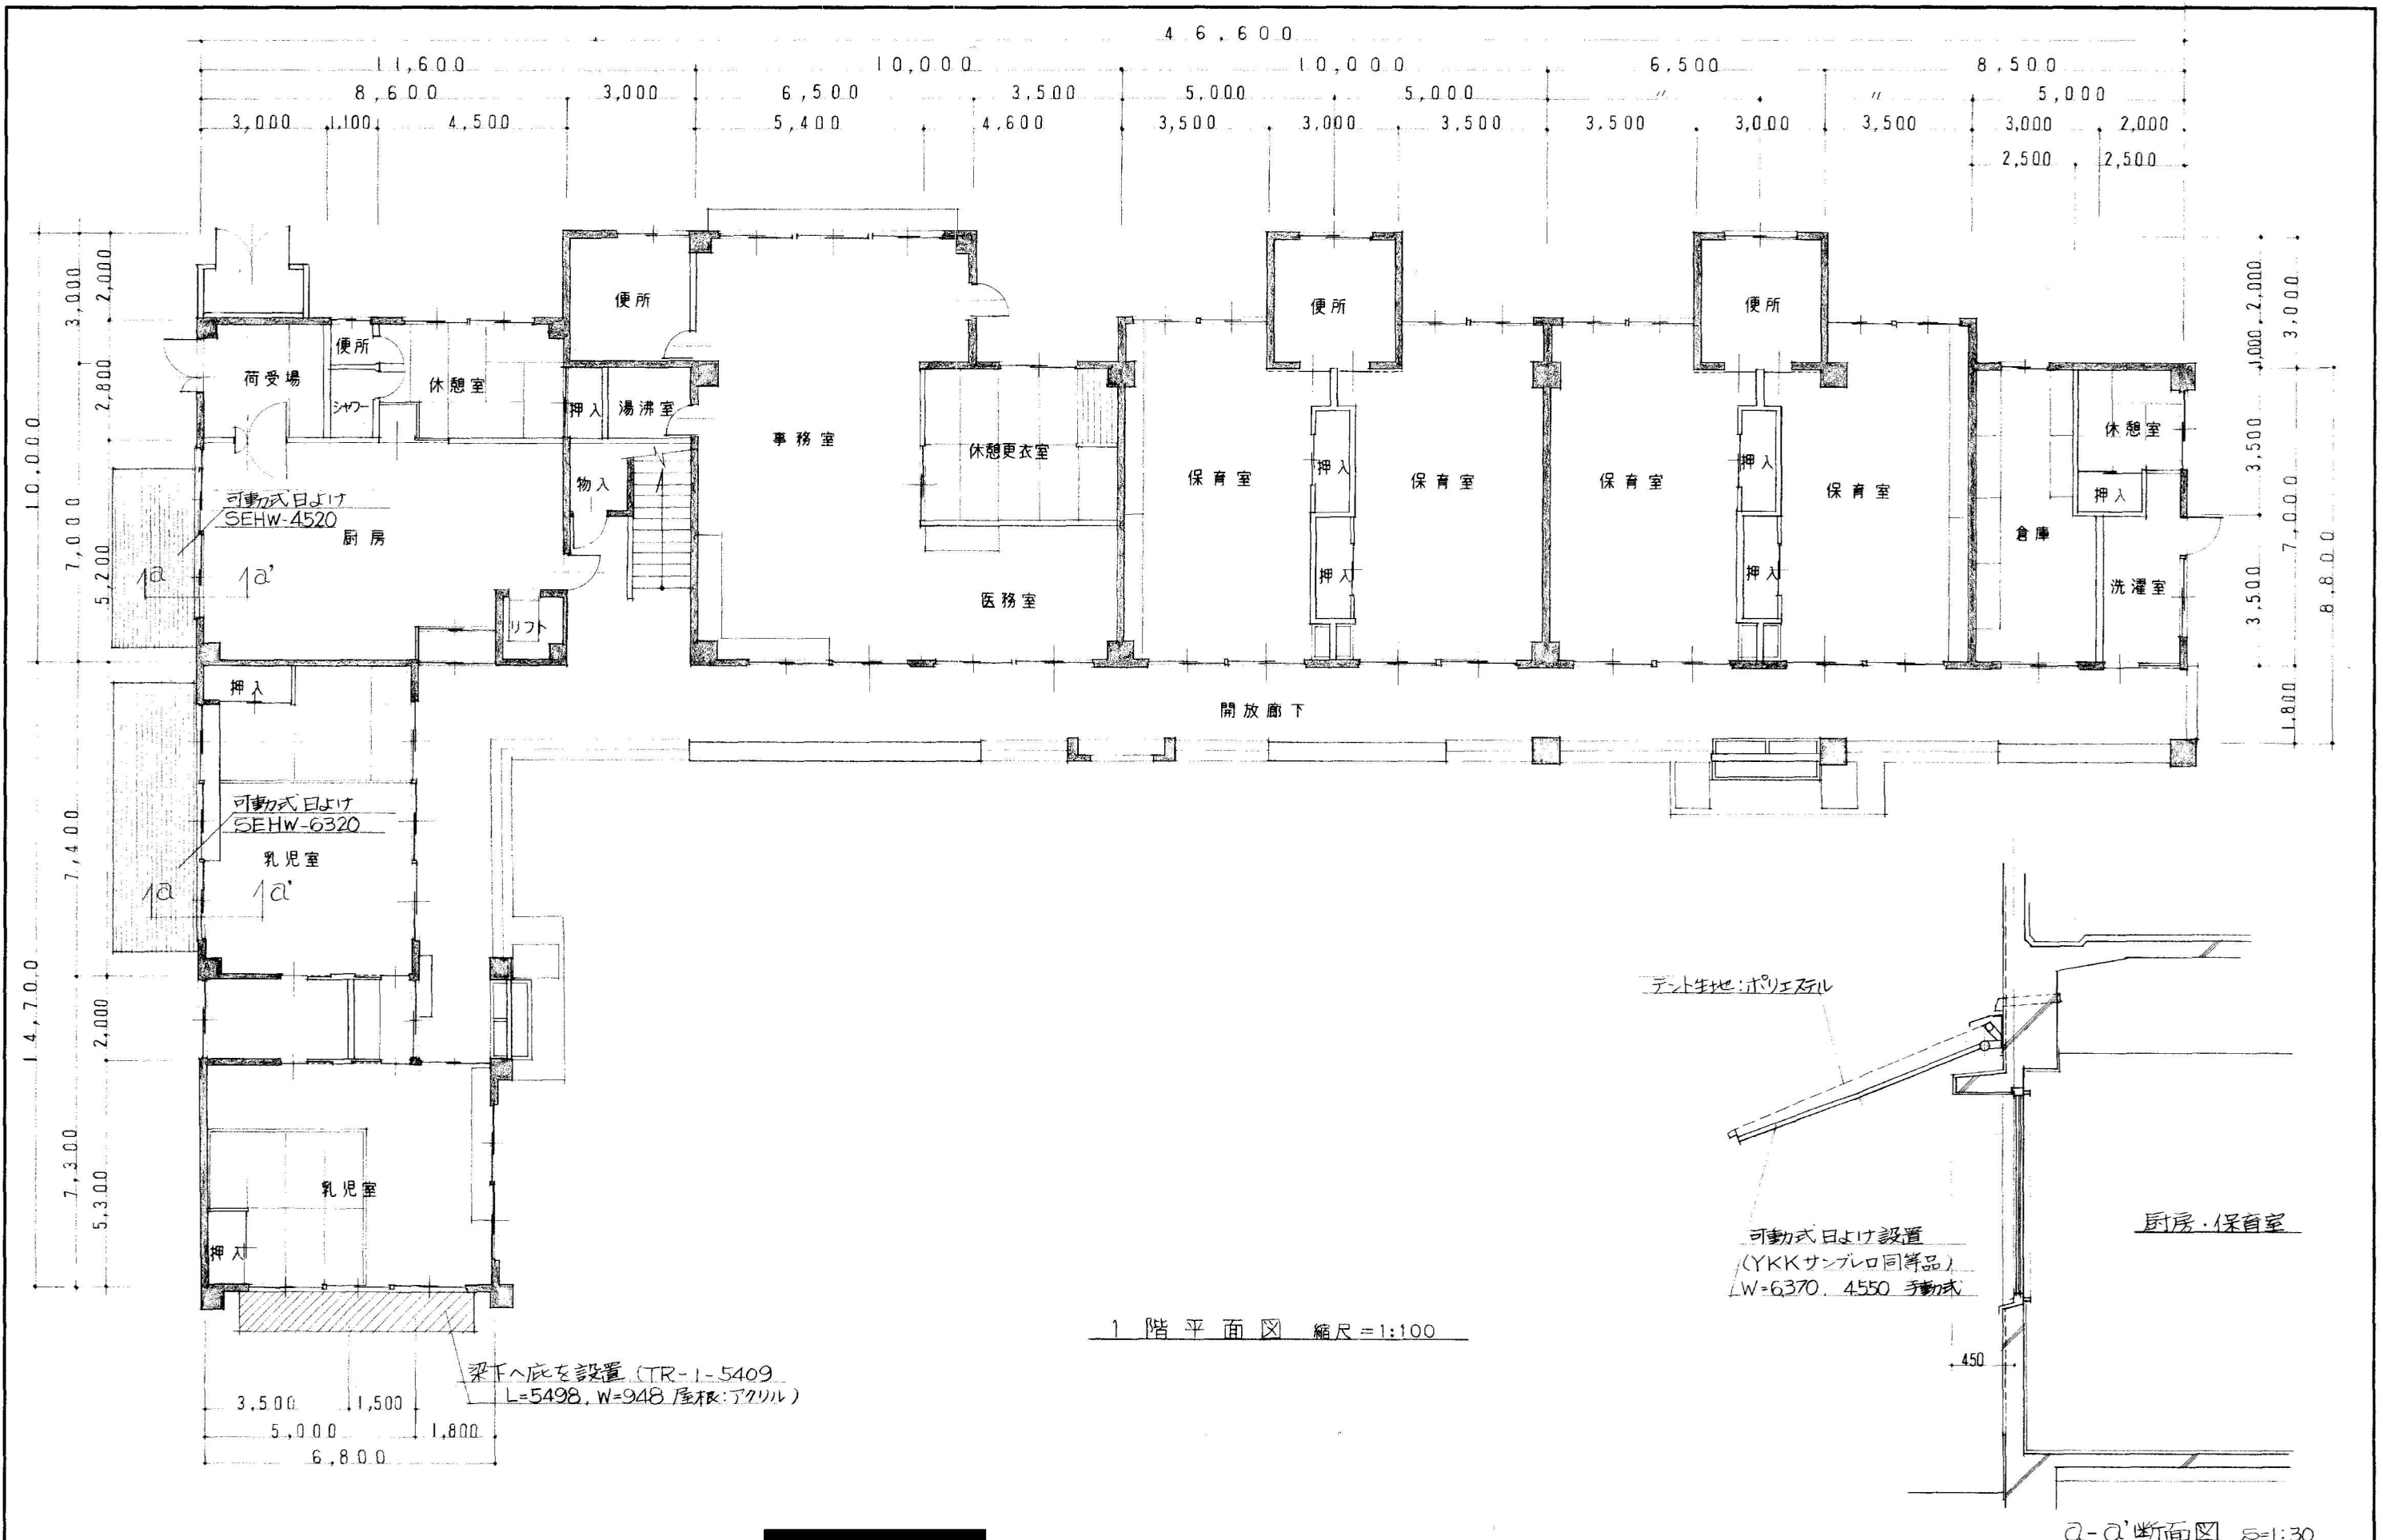 46,600
11,600 10,000 10,000 6,500 8,500
8,600 3,000 6,500 3,500 5,000 5,000 〃 〃 5,000
3,000 1,100 4,500 5,400 4,600 3,500 3,000 3,500 3,500 3,000 3,500 3,000 2,000
2,500 2,500
10,000
3,000
7,000
2,000
2,800
5,200
14,700
7,400
7,300
2,000
5,300
便所
便所
便所
便所
荷受場
シャワー
休憩室
押入
湯沸室
事務室
休憩更衣室
物入
保育室
押入
保育室
保育室
押入
保育室
休憩室
押入
倉庫
押入
押入
洗濯室
医務室
可動式日よけ
SEHW-4520
厨房
a a'
リフト
押入
開放廊下
可動式日よけ
SEHW-6320
乳児室
a a'
乳児室
押入
1,000
2,000
3,000
3,500
3,500
7,000
8,800
1,800
テント生地:ポリエステル
可動式日よけ設置
(YKKサンブレロ同等品)
W=6,370. 4550 手動式
厨房・保育室
450
1階平面図 縮尺=1:100
梁下へ庇を設置 (TR-1-5409
L=5498, W=948 屋根:アクリル)
3,500 1,500
5,000 1,800
6,800
a-a'断面図 S=1:30